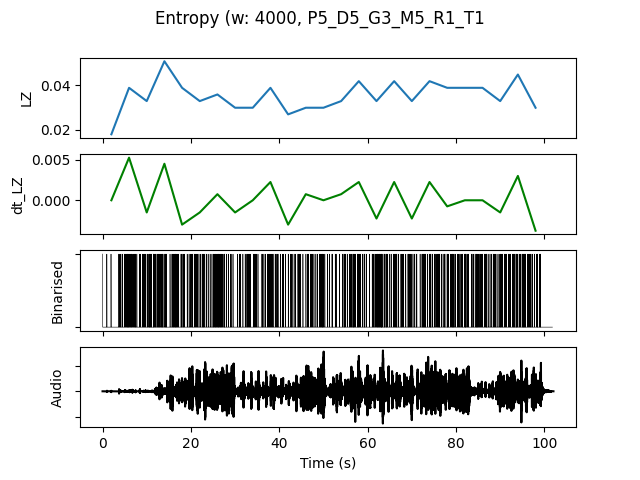 Entropy (w: 4000, P5_D5_G3_M5_R1_T1
LZ
0.04
0.02
dt_LZ
0.005
0.000
Binarised
Audio
0 20 40 60 80 100
Time (s)